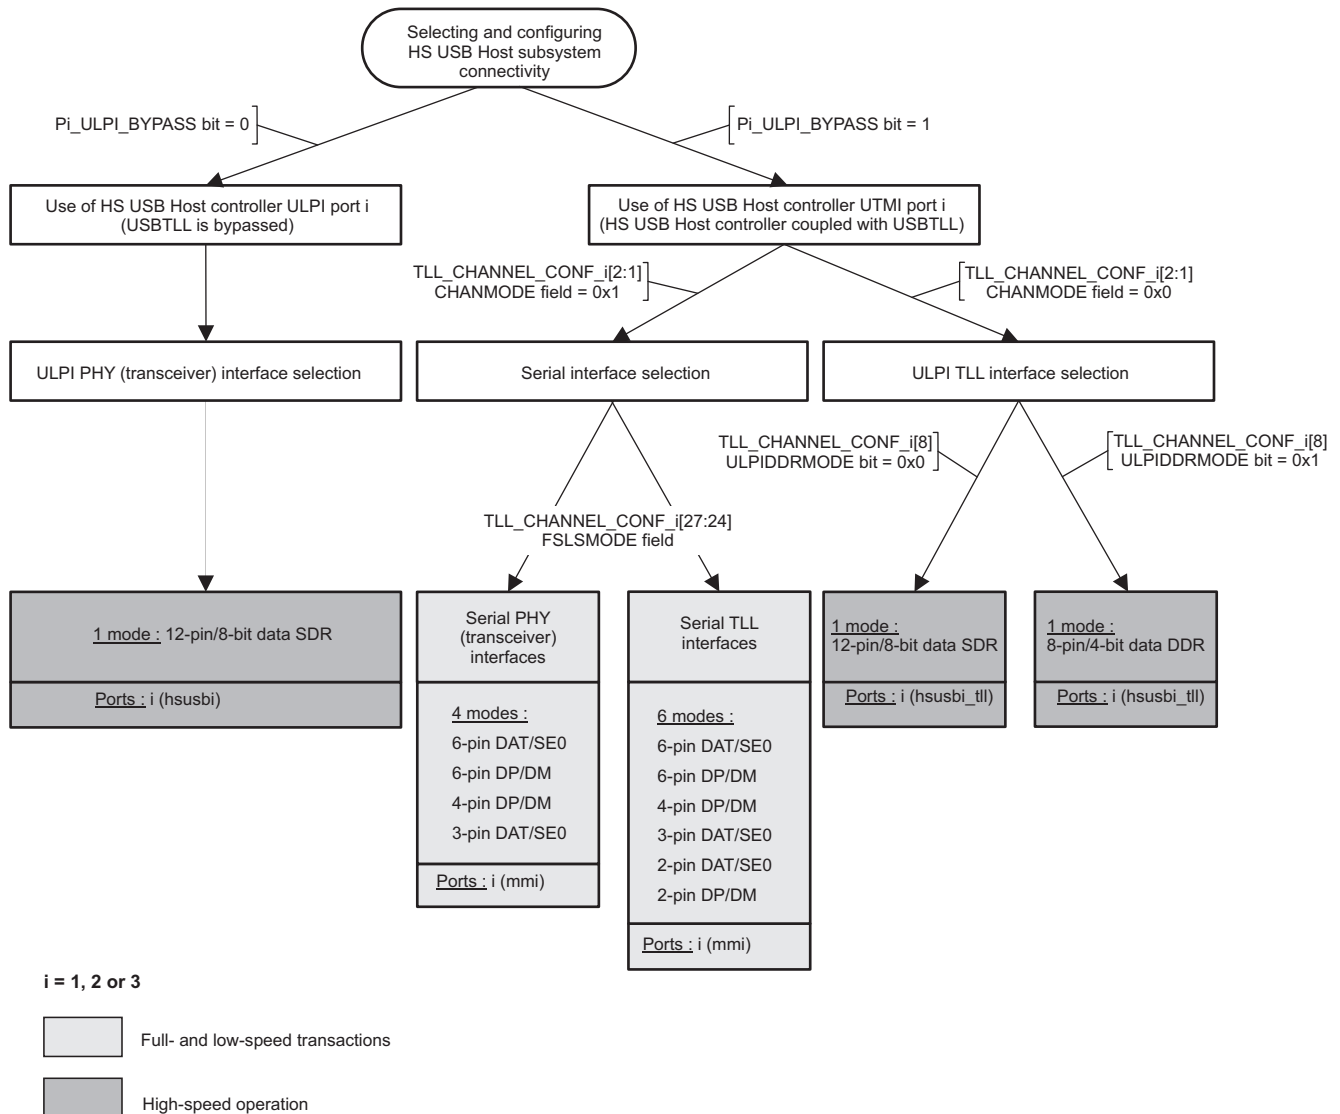 Selecting and configuring
HS USB Host subsystem
connectivity
Pi_ULPI_BYPASS bit = 0
Pi_ULPI_BYPASS bit = 1
Use of HS USB Host controller ULPI port i
(USBTLL is bypassed)
Use of HS USB Host controller UTMI port i
(HS USB Host controller coupled with USBTLL)
TLL_CHANNEL_CONF_i[2:1]
CHANMODE field = 0x1
TLL_CHANNEL_CONF_i[2:1]
CHANMODE field = 0x0
ULPI PHY (transceiver) interface selection
Serial interface selection
ULPI TLL interface selection
TLL_CHANNEL_CONF_i[8]
ULPIDDRMODE bit = 0x0
TLL_CHANNEL_CONF_i[8]
ULPIDDRMODE bit = 0x1
TLL_CHANNEL_CONF_i[27:24]
FSLSMODE field
1 mode : 12-pin/8-bit data SDR
Ports : i (hsusbi)
Serial PHY
(transceiver)
interfaces
4 modes :
6-pin DAT/SE0
6-pin DP/DM
4-pin DP/DM
3-pin DAT/SE0
Ports : i (mmi)
Serial TLL
interfaces
6 modes :
6-pin DAT/SE0
6-pin DP/DM
4-pin DP/DM
3-pin DAT/SE0
2-pin DAT/SE0
2-pin DP/DM
Ports : i (mmi)
1 mode :
12-pin/8-bit data SDR
Ports : i (hsusbi_tll)
1 mode :
8-pin/4-bit data DDR
Ports : i (hsusbi_tll)
i = 1, 2 or 3
Full- and low-speed transactions
High-speed operation